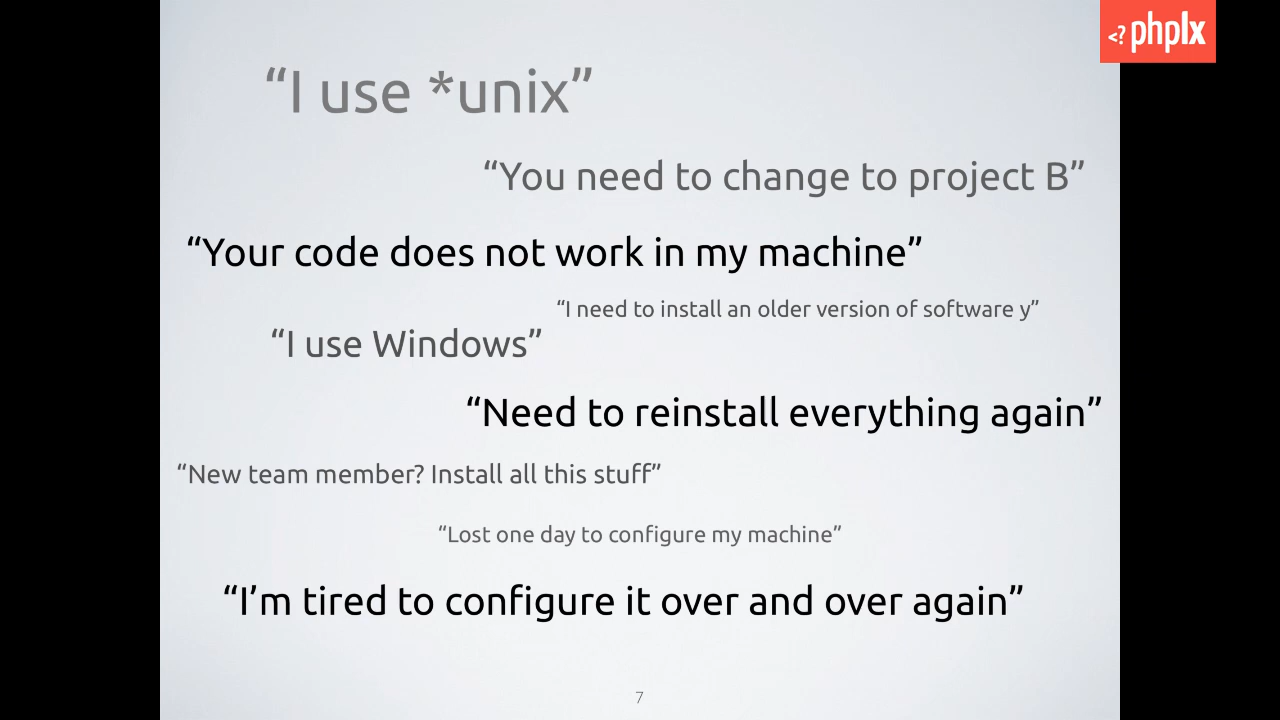 <? phplx
“I use *unix”
“You need to change to project B”
“Your code does not work in my machine”
“I need to install an older version of software y”
“I use Windows”
“Need to reinstall everything again”
“New team member? Install all this stuff”
“Lost one day to configure my machine”
“I’m tired to configure it over and over again”
7